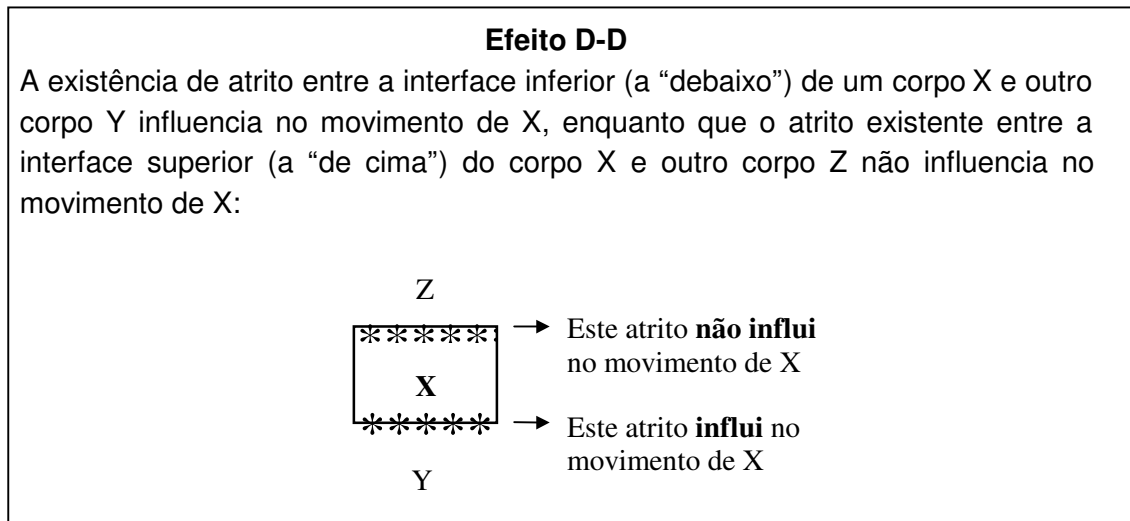 Efeito D-D
A existência de atrito entre a interface inferior (a “debaixo”) de um corpo X e outro
corpo Y influencia no movimento de X, enquanto que o atrito existente entre a
interface superior (a “de cima”) do corpo X e outro corpo Z não influencia no
movimento de X:
Z
Este atrito não influi
no movimento de X
X
Este atrito influi no
movimento de X
Y